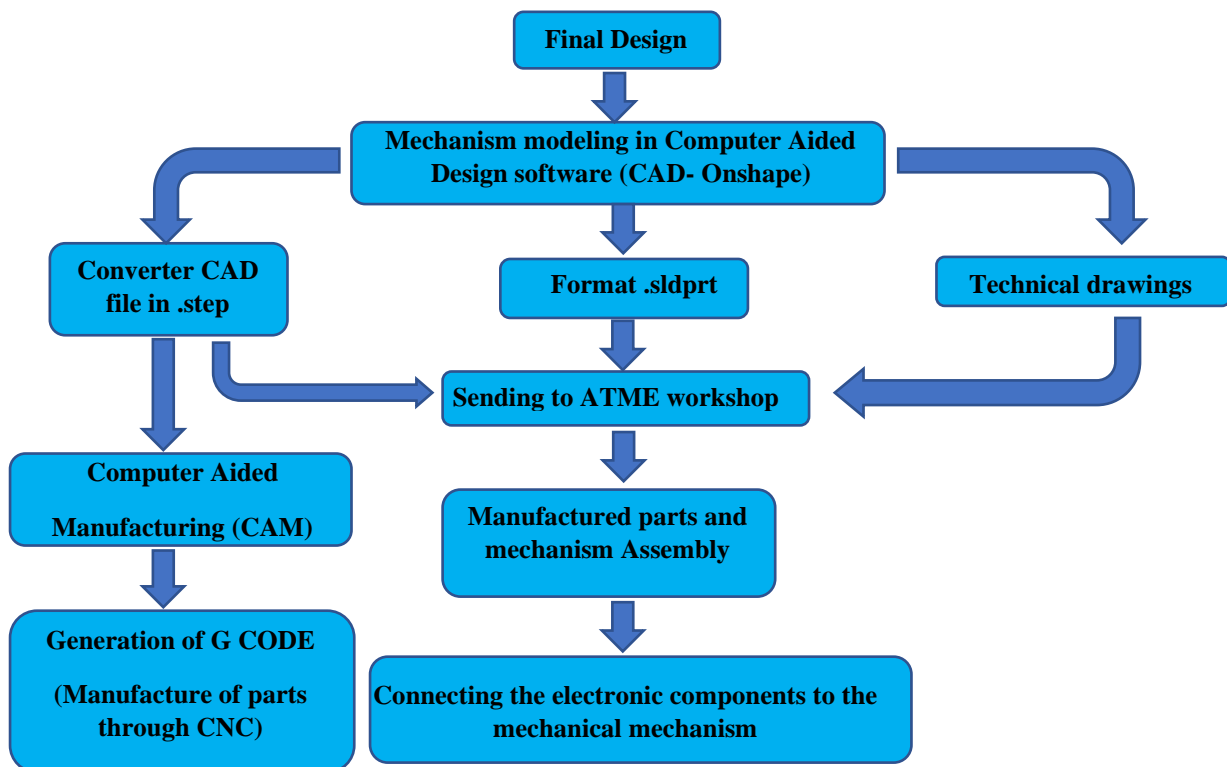 Final Design
Mechanism modeling in Computer Aided
Design software (CAD- Onshape)
Converter CAD
file in .step
Format .sldprt
Technical drawings
Sending to ATME workshop
Computer Aided
Manufacturing (CAM)
Manufactured parts and
mechanism Assembly
Generation of G CODE
(Manufacture of parts
through CNC)
Connecting the electronic components to the
mechanical mechanism